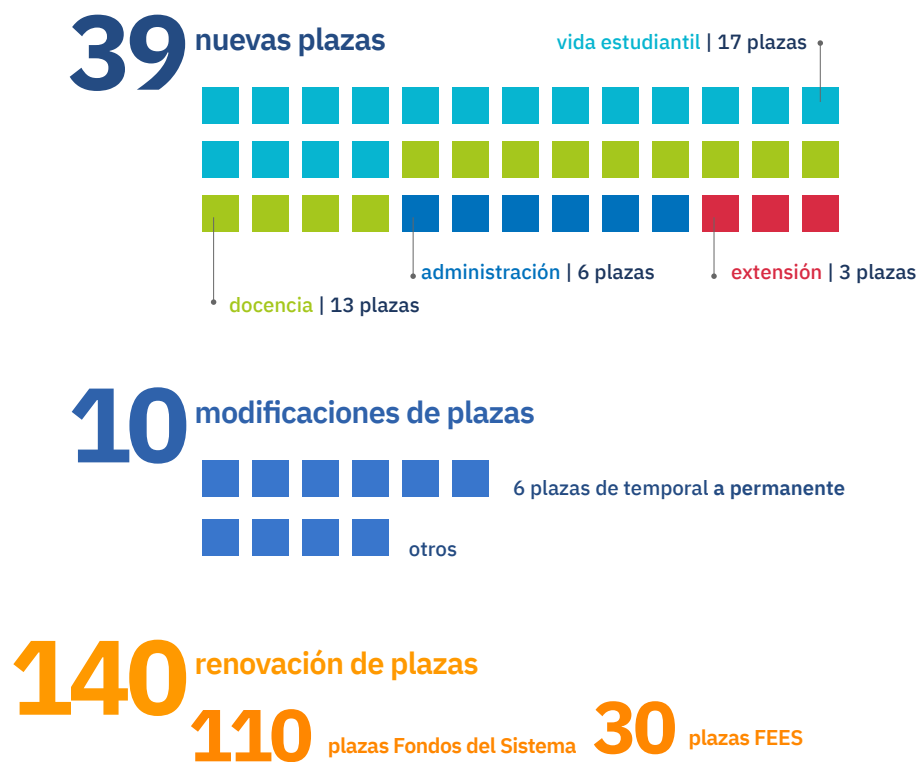 39 nuevas plazas
vida estudiantil | 17 plazas
administración | 6 plazas
extensión | 3 plazas
docencia | 13 plazas
10 modificaciones de plazas
6 plazas de temporal a permanente
otros
140 renovación de plazas
110 plazas Fondos del Sistema
30 plazas FEES